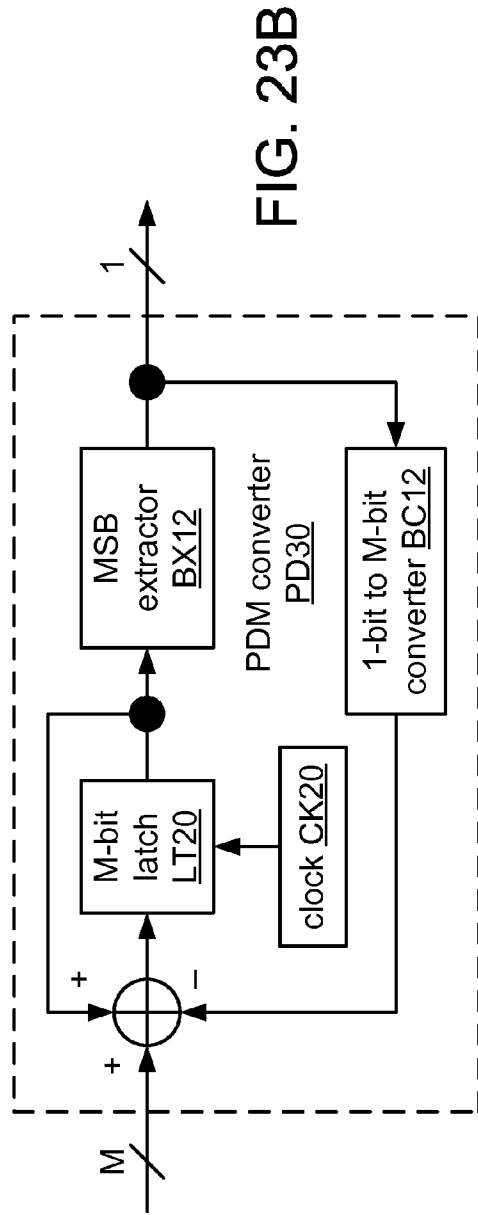 M
+
+
−
M-bit
latch
LT20
clock CK20
MSB
extractor
BX12
PDM converter
PD30
1-bit to M-bit
converter BC12
1
FIG. 23B